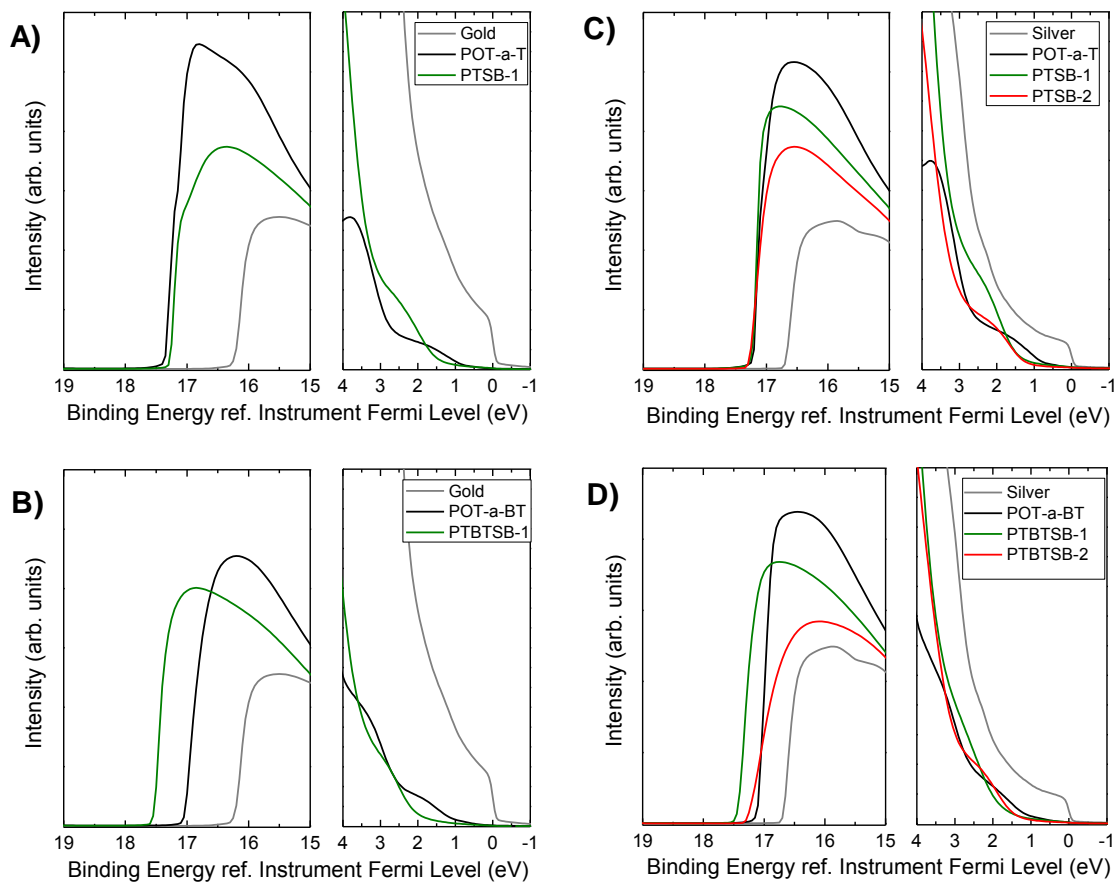 A)
Intensity (arb. units)
19 18 17 16 15
4 3 2 1 0 -1
Gold
POT-a-T
PTSB-1
Binding Energy ref. Instrument Fermi Level (eV)
C)
Intensity (arb. units)
19 18 17 16 15
4 3 2 1 0 -1
Silver
POT-a-T
PTSB-1
PTSB-2
Binding Energy ref. Instrument Fermi Level (eV)
B)
Intensity (arb. units)
19 18 17 16 15
4 3 2 1 0 -1
Gold
POT-a-BT
PTBTSB-1
Binding Energy ref. Instrument Fermi Level (eV)
D)
Intensity (arb. units)
19 18 17 16 15
4 3 2 1 0 -1
Silver
POT-a-BT
PTBTSB-1
PTBTSB-2
Binding Energy ref. Instrument Fermi Level (eV)